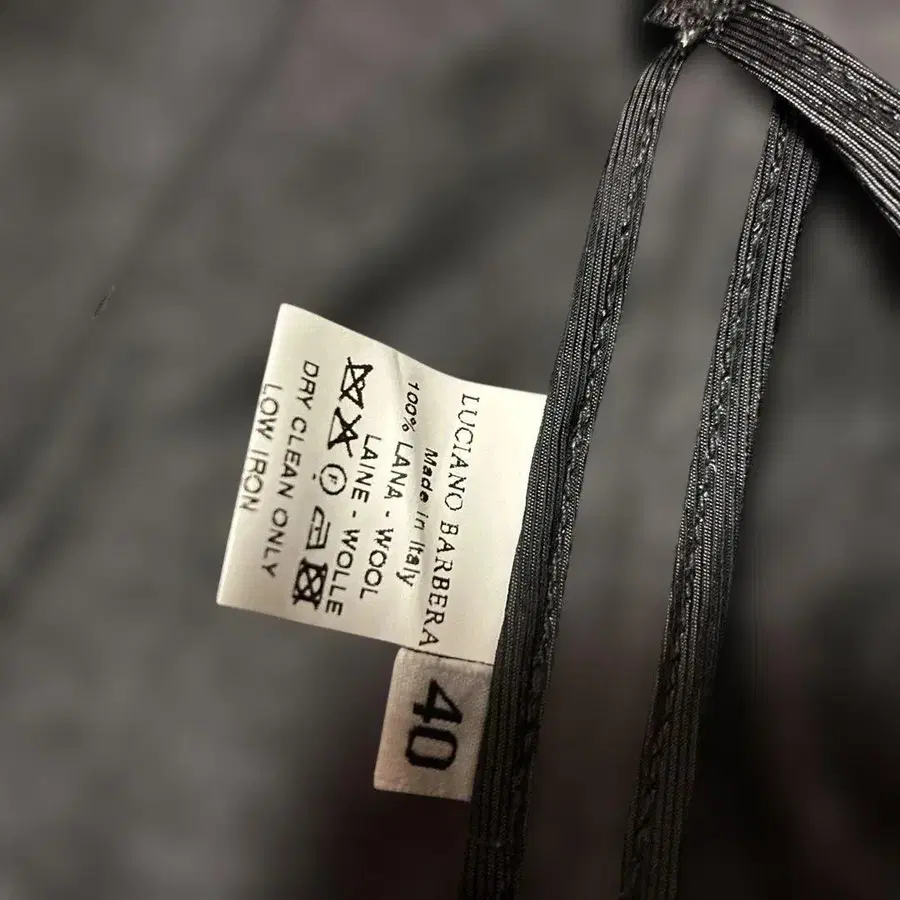 LUCIANO BARBERA
Made in Italy
100% LANA - WOOL
LAINE - WOLLE
P
DRY CLEAN ONLY
LOW IRON
40